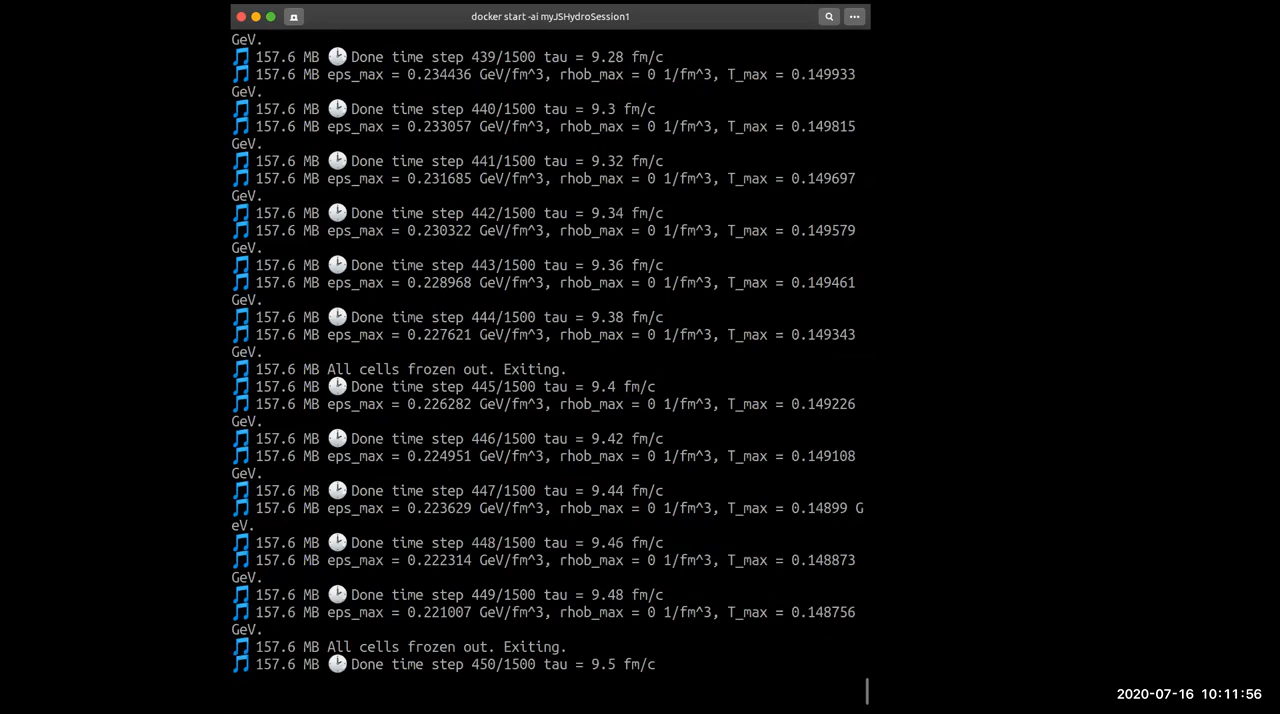 docker start -ai myJSHydroSession1
GeV.
157.6 MB Done time step 439/1500 tau = 9.28 fm/c
157.6 MB eps_max = 0.234436 GeV/fm^3, rhob_max = 0 1/fm^3, T_max = 0.149933
GeV.
157.6 MB Done time step 440/1500 tau = 9.3 fm/c
157.6 MB eps_max = 0.233057 GeV/fm^3, rhob_max = 0 1/fm^3, T_max = 0.149815
GeV.
157.6 MB Done time step 441/1500 tau = 9.32 fm/c
157.6 MB eps_max = 0.231685 GeV/fm^3, rhob_max = 0 1/fm^3, T_max = 0.149697
GeV.
157.6 MB Done time step 442/1500 tau = 9.34 fm/c
157.6 MB eps_max = 0.230322 GeV/fm^3, rhob_max = 0 1/fm^3, T_max = 0.149579
GeV.
157.6 MB Done time step 443/1500 tau = 9.36 fm/c
157.6 MB eps_max = 0.228968 GeV/fm^3, rhob_max = 0 1/fm^3, T_max = 0.149461
GeV.
157.6 MB Done time step 444/1500 tau = 9.38 fm/c
157.6 MB eps_max = 0.227621 GeV/fm^3, rhob_max = 0 1/fm^3, T_max = 0.149343
GeV.
157.6 MB All cells frozen out. Exiting.
157.6 MB Done time step 445/1500 tau = 9.4 fm/c
157.6 MB eps_max = 0.226282 GeV/fm^3, rhob_max = 0 1/fm^3, T_max = 0.149226
GeV.
157.6 MB Done time step 446/1500 tau = 9.42 fm/c
157.6 MB eps_max = 0.224951 GeV/fm^3, rhob_max = 0 1/fm^3, T_max = 0.149108
GeV.
157.6 MB Done time step 447/1500 tau = 9.44 fm/c
157.6 MB eps_max = 0.223629 GeV/fm^3, rhob_max = 0 1/fm^3, T_max = 0.14899 G
eV.
157.6 MB Done time step 448/1500 tau = 9.46 fm/c
157.6 MB eps_max = 0.222314 GeV/fm^3, rhob_max = 0 1/fm^3, T_max = 0.148873
GeV.
157.6 MB Done time step 449/1500 tau = 9.48 fm/c
157.6 MB eps_max = 0.221007 GeV/fm^3, rhob_max = 0 1/fm^3, T_max = 0.148756
GeV.
157.6 MB All cells frozen out. Exiting.
157.6 MB Done time step 450/1500 tau = 9.5 fm/c
2020-07-16 10:11:56